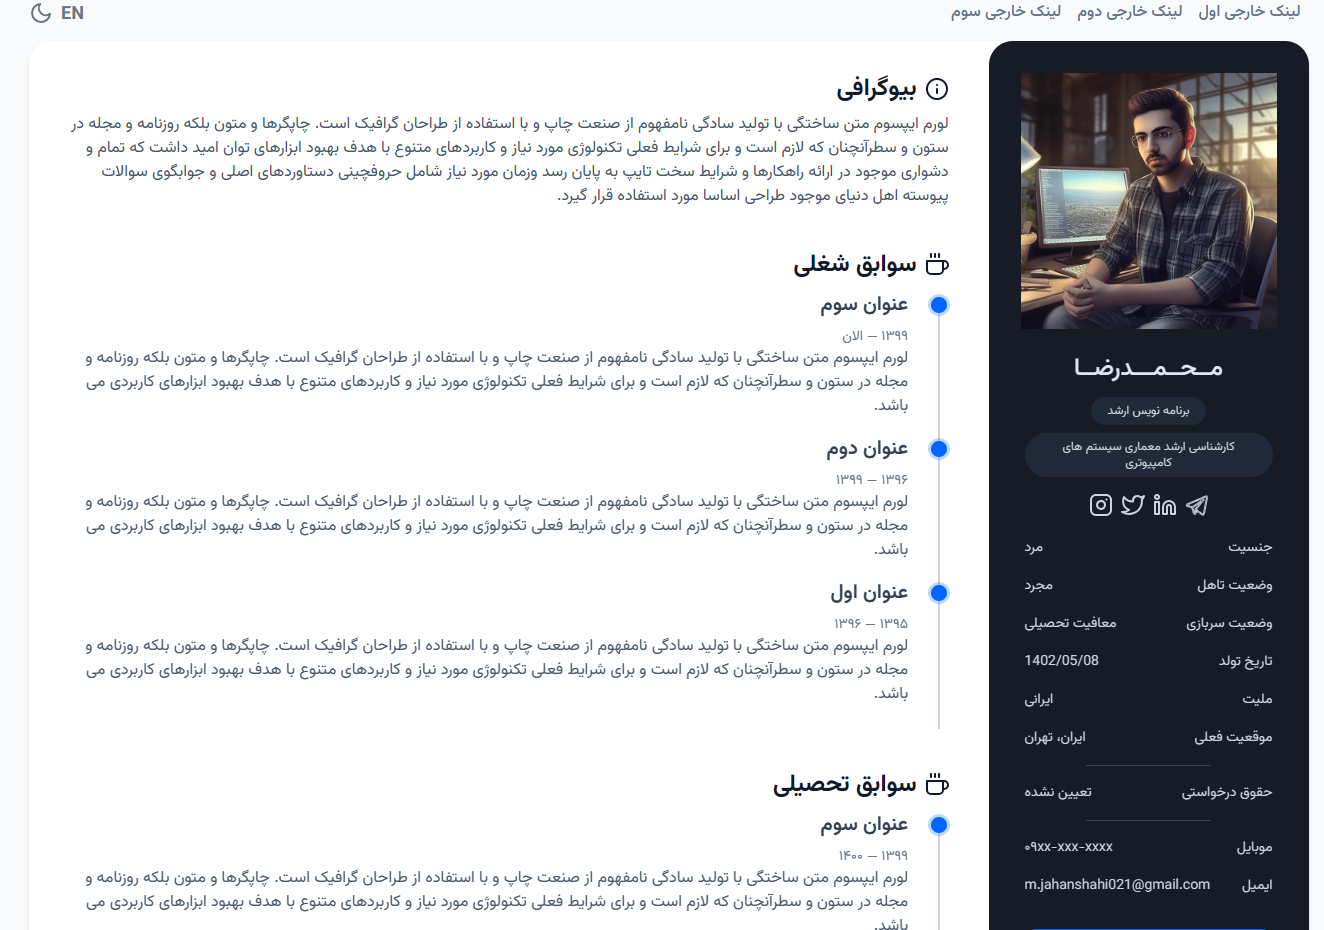 لینک خارجی اول لینک خارجی دوم لینک خارجی سوم
EN
مــحــمـــدرضــا
برنامه نویس ارشد
کارشناسی ارشد معماری سیستم های
کامپیوتری
جنسیت مرد
وضعیت تاهل مجرد
وضعیت سربازی معافیت تحصیلی
تاریخ تولد 1402/05/08
ملیت ایرانی
موقعیت فعلی ایران، تهران
حقوق درخواستی تعیین نشده
موبایل ۰۹xx-xxx-xxxx
ایمیل m.jahanshahi021@gmail.com
بیوگرافی
لورم ایپسوم متن ساختگی با تولید سادگی نامفهوم از صنعت چاپ و با استفاده از طراحان گرافیک است. چاپگرها و متون بلکه روزنامه و مجله در
ستون و سطرآنچنان که لازم است و برای شرایط فعلی تکنولوژی مورد نیاز و کاربردهای متنوع با هدف بهبود ابزارهای توان امید داشت که تمام و
دشواری موجود در ارائه راهکارها و شرایط سخت تایپ به پایان رسد وزمان مورد نیاز شامل حروفچینی دستاوردهای اصلی و جوابگوی سوالات
پیوسته اهل دنیای موجود طراحی اساسا مورد استفاده قرار گیرد.
سوابق شغلی
عنوان سوم
۱۳۹۹ — الان
لورم ایپسوم متن ساختگی با تولید سادگی نامفهوم از صنعت چاپ و با استفاده از طراحان گرافیک است. چاپگرها و متون بلکه روزنامه و
مجله در ستون و سطرآنچنان که لازم است و برای شرایط فعلی تکنولوژی مورد نیاز و کاربردهای متنوع با هدف بهبود ابزارهای کاربردی می
باشد.
عنوان دوم
۱۳۹۶ — ۱۳۹۹
لورم ایپسوم متن ساختگی با تولید سادگی نامفهوم از صنعت چاپ و با استفاده از طراحان گرافیک است. چاپگرها و متون بلکه روزنامه و
مجله در ستون و سطرآنچنان که لازم است و برای شرایط فعلی تکنولوژی مورد نیاز و کاربردهای متنوع با هدف بهبود ابزارهای کاربردی می
باشد.
عنوان اول
۱۳۹۵ — ۱۳۹۶
لورم ایپسوم متن ساختگی با تولید سادگی نامفهوم از صنعت چاپ و با استفاده از طراحان گرافیک است. چاپگرها و متون بلکه روزنامه و
مجله در ستون و سطرآنچنان که لازم است و برای شرایط فعلی تکنولوژی مورد نیاز و کاربردهای متنوع با هدف بهبود ابزارهای کاربردی می
باشد.
سوابق تحصیلی
عنوان سوم
۱۳۹۹ — ۱۴۰۰
لورم ایپسوم متن ساختگی با تولید سادگی نامفهوم از صنعت چاپ و با استفاده از طراحان گرافیک است. چاپگرها و متون بلکه روزنامه و
مجله در ستون و سطرآنچنان که لازم است و برای شرایط فعلی تکنولوژی مورد نیاز و کاربردهای متنوع با هدف بهبود ابزارهای کاربردی می
باشد.